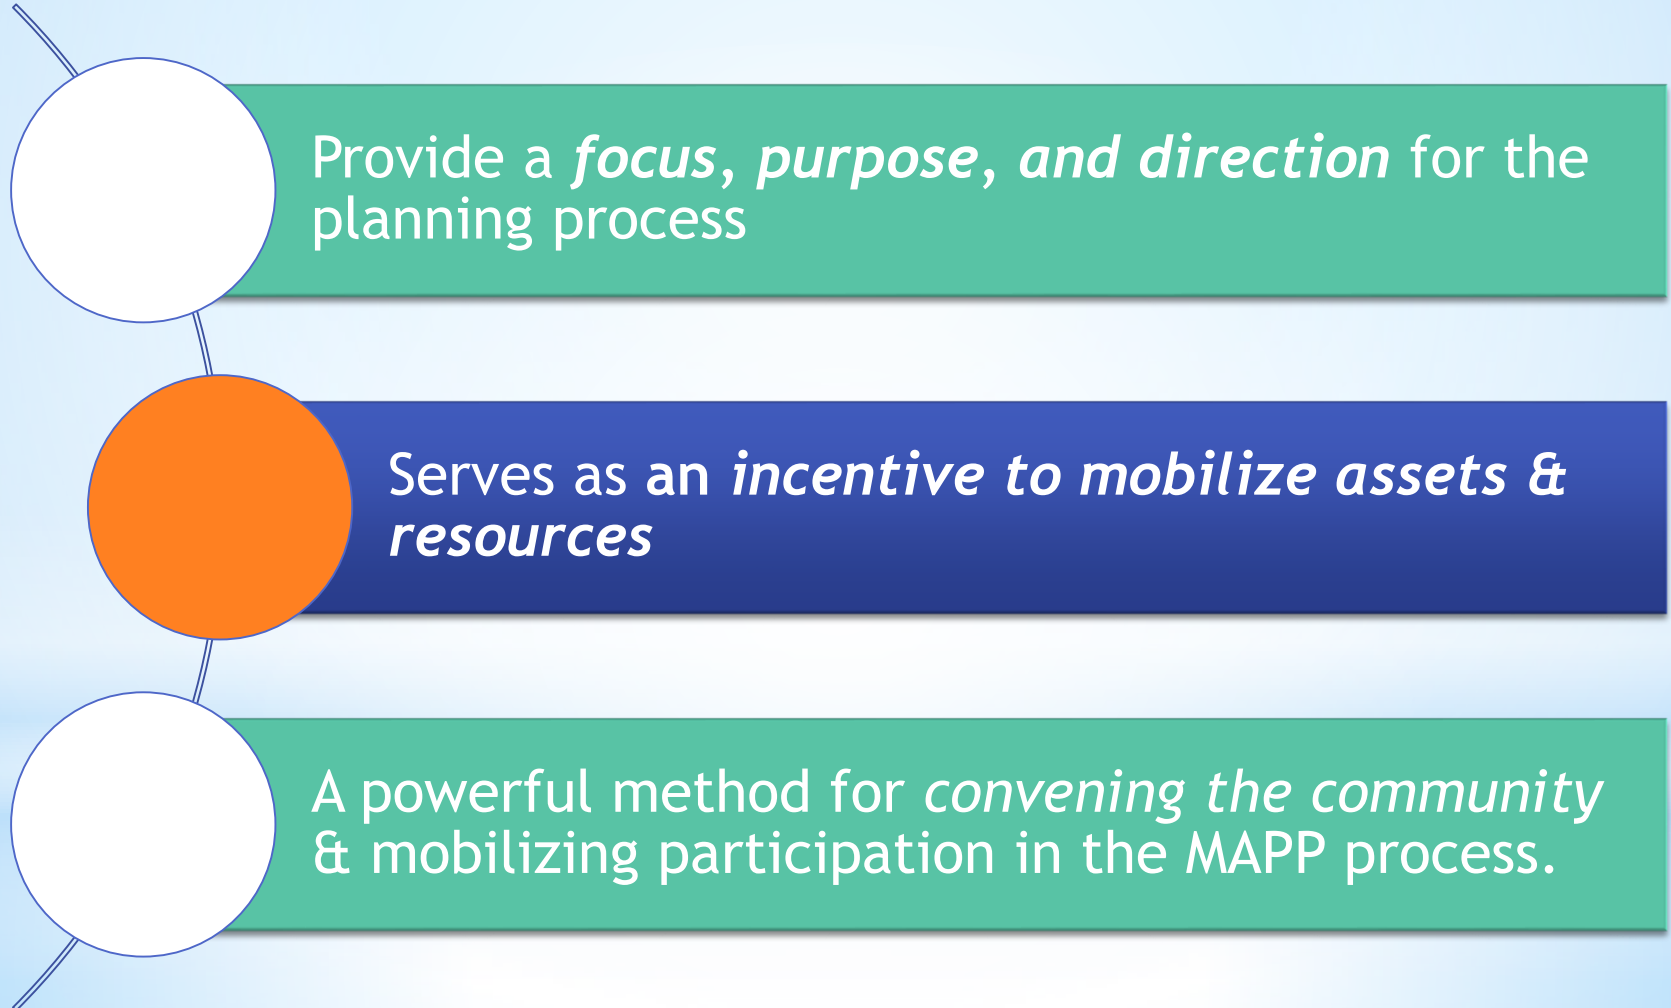 Provide a focus, purpose, and direction for the
planning process
Serves as an incentive to mobilize assets &
resources
A powerful method for convening the community
& mobilizing participation in the MAPP process.